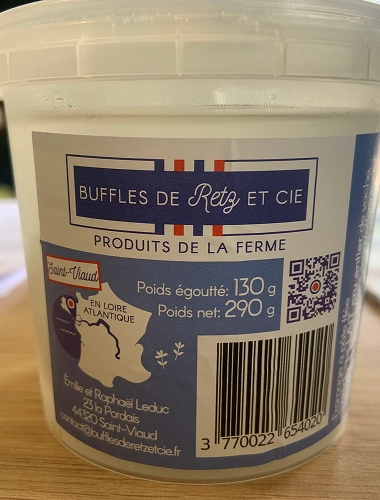 BUFFLES DE Retz ET CIE
PRODUITS DE LA FERME
Saint-Viaud
EN LOIRE
ATLANTIQUE
Poids égoutté: 130 g
Poids net: 290 g
Émilie et Raphaël Leduc
23 la Pordais
44320 Saint-Viaud
contact@bufflesderetzetcie.fr
3 770022 654020